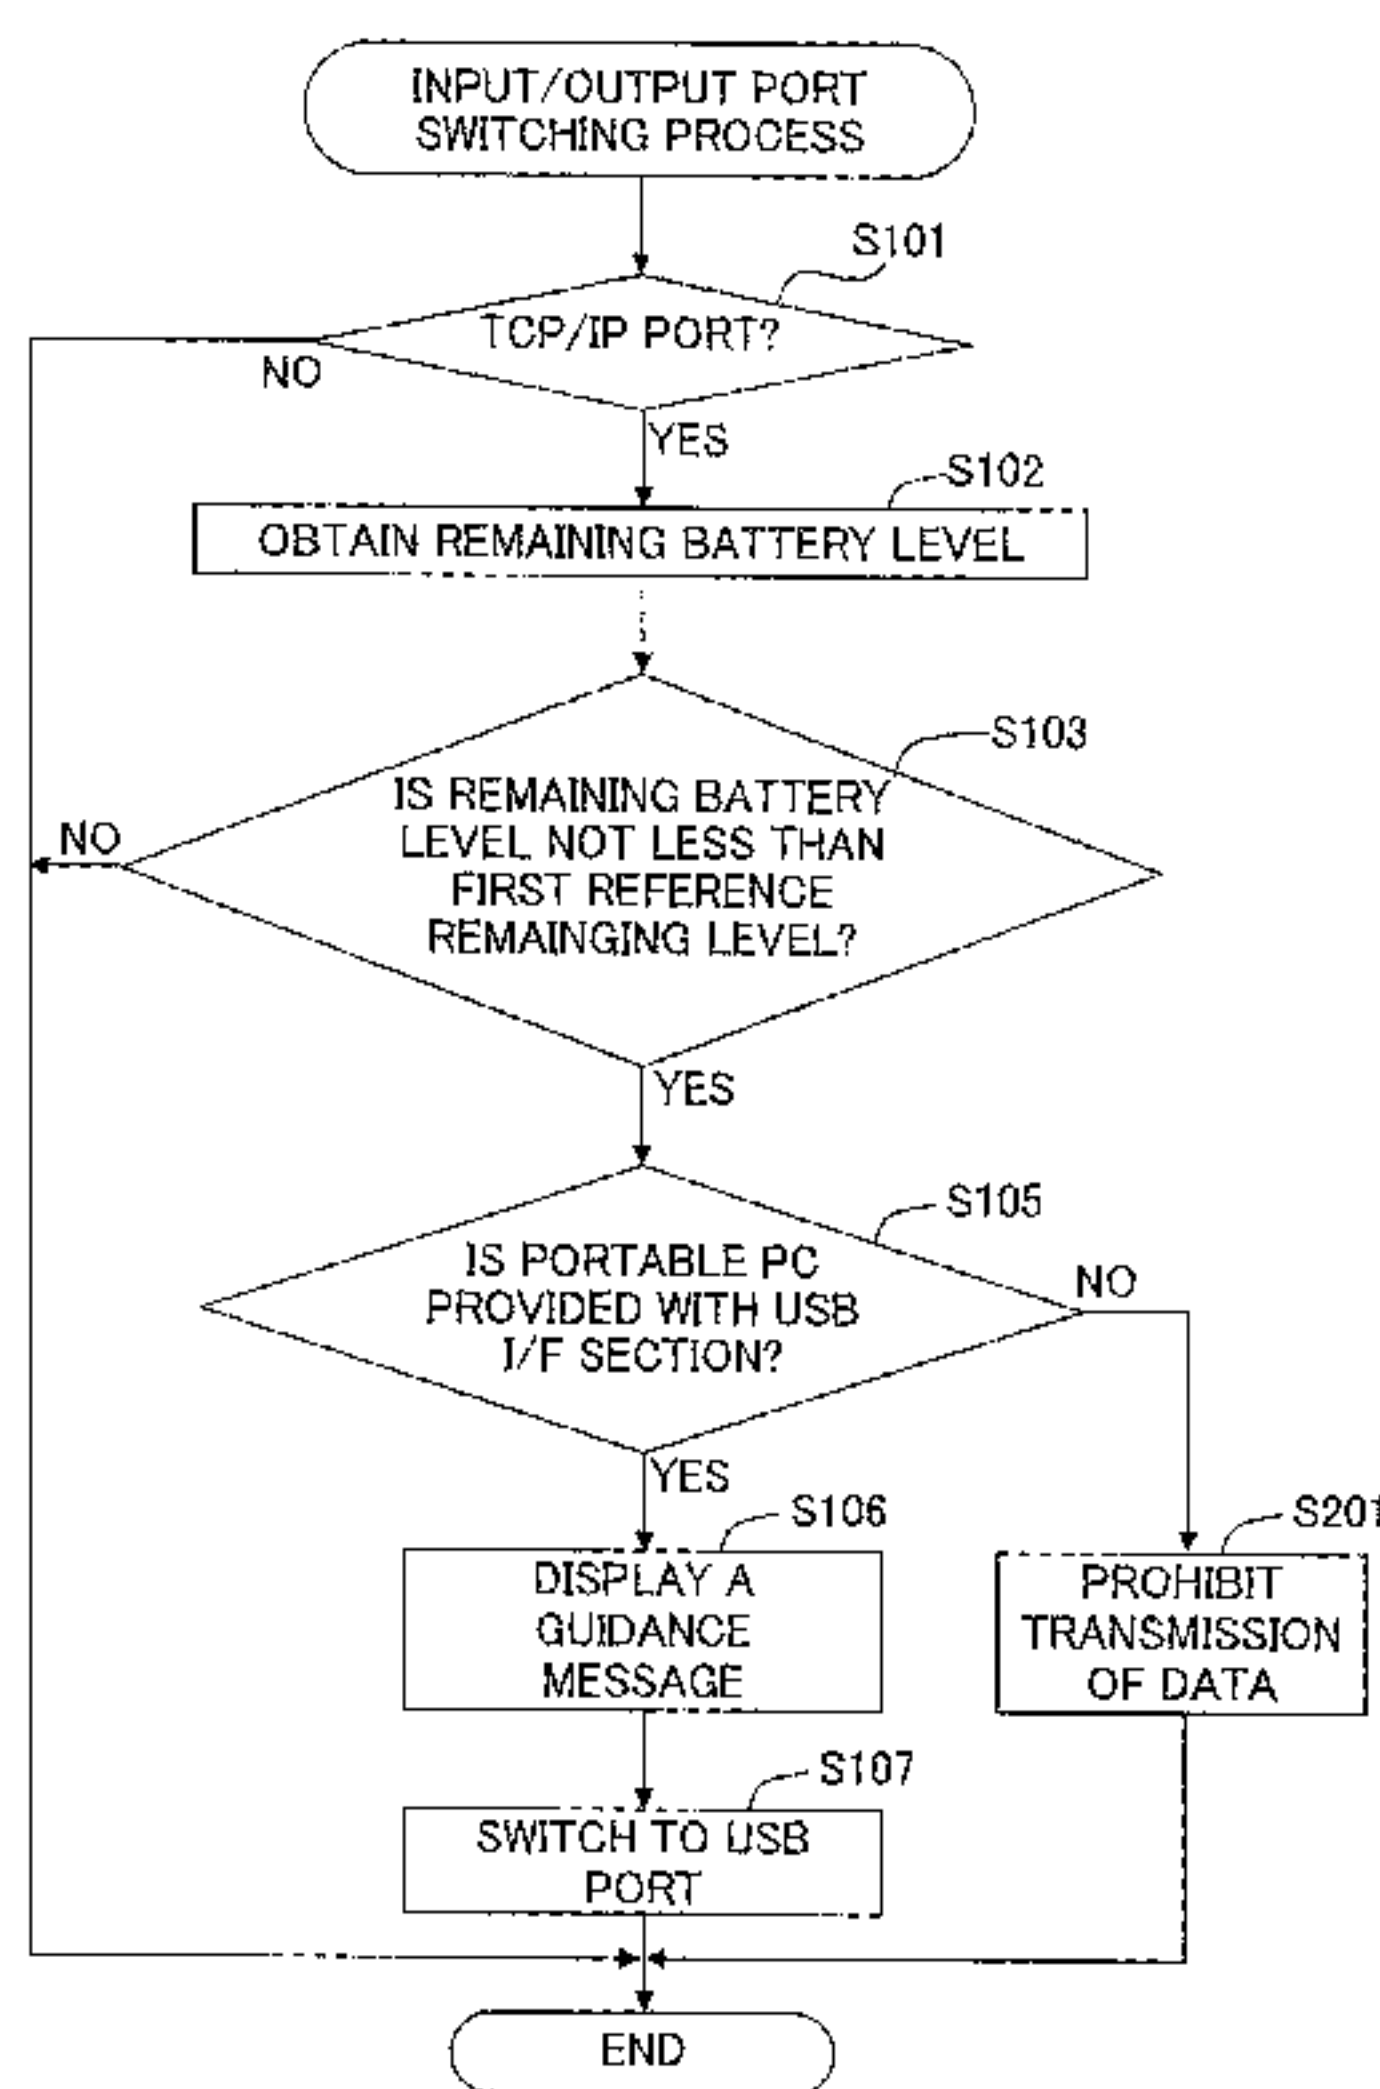 INPUT/OUTPUT PORT
SWITCHING PROCESS
S101
TCP/IP PORT?
NO
YES
S102
OBTAIN REMAINING BATTERY LEVEL
S103
IS REMAINING BATTERY
LEVEL NOT LESS THAN
FIRST REFERENCE
REMAINGING LEVEL?
NO
YES
S105
IS PORTABLE PC
PROVIDED WITH USB
I/F SECTION?
NO
YES
S106
S201
DISPLAY A
GUIDANCE
MESSAGE
PROHIBIT
TRANSMISSION
OF DATA
S107
SWITCH TO USB
PORT
END